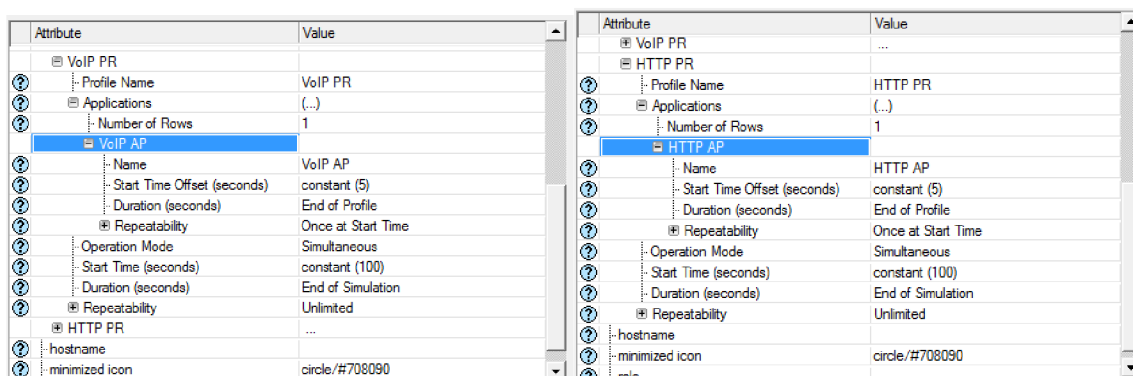 Attribute Value
VoIP PR
Profile Name VoIP PR
Applications (...)
Number of Rows 1
VoIP AP
Name VoIP AP
Start Time Offset (seconds) constant (5)
Duration (seconds) End of Profile
Repeatability Once at Start Time
Operation Mode Simultaneous
Start Time (seconds) constant (100)
Duration (seconds) End of Simulation
Repeatability Unlimited
HTTP PR ...
hostname
minimized icon circle/#708090
Attribute Value
VoIP PR ...
HTTP PR
Profile Name HTTP PR
Applications (...)
Number of Rows 1
HTTP AP
Name HTTP AP
Start Time Offset (seconds) constant (5)
Duration (seconds) End of Profile
Repeatability Once at Start Time
Operation Mode Simultaneous
Start Time (seconds) constant (100)
Duration (seconds) End of Simulation
Repeatability Unlimited
hostname
minimized icon circle/#708090